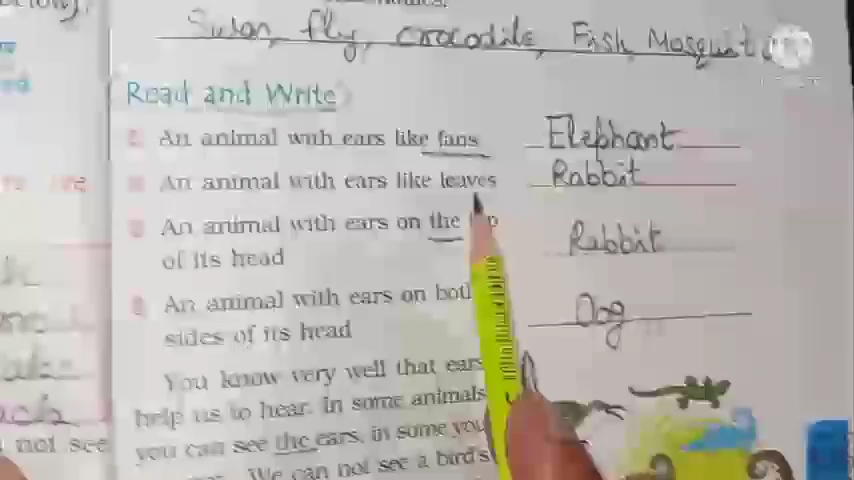 Swan, fly, crocodile, Fish, Mosquito
Read and Write
An animal with ears like fans Elephant
An animal with ears like leaves Rabbit
An animal with ears on the
of its head Rabbit
An animal with ears on both
sides of its head Dog
You know very well that ears
help us to hear. In some animals
you can see the ears, in some you
not see
We can not see a bird's